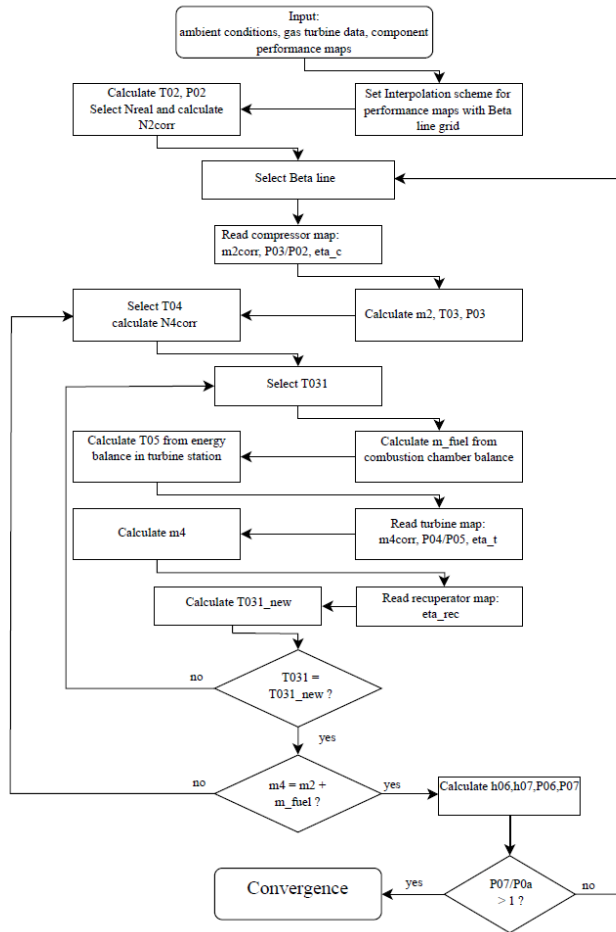 Input:
ambient conditions, gas turbine data, component
performance maps
Calculate T02, P02
Select Nreal and calculate
N2corr
Set Interpolation scheme for
performance maps with Beta
line grid
Select Beta line
Read compressor map:
m2corr, P03/P02, eta_c
Select T04
calculate N4corr
Calculate m2, T03, P03
Select T031
Calculate T05 from energy
balance in turbine station
Calculate m_fuel from
combustion chamber balance
Calculate m4
Read turbine map:
m4corr, P04/P05, eta_t
Calculate T031_new
Read recuperator map:
eta_rec
no
T031 =
T031_new ?
yes
no
m4 = m2 +
m_fuel ?
yes
Calculate h06,h07,P06,P07
Convergence
yes
P07/P0a
> 1 ?
no